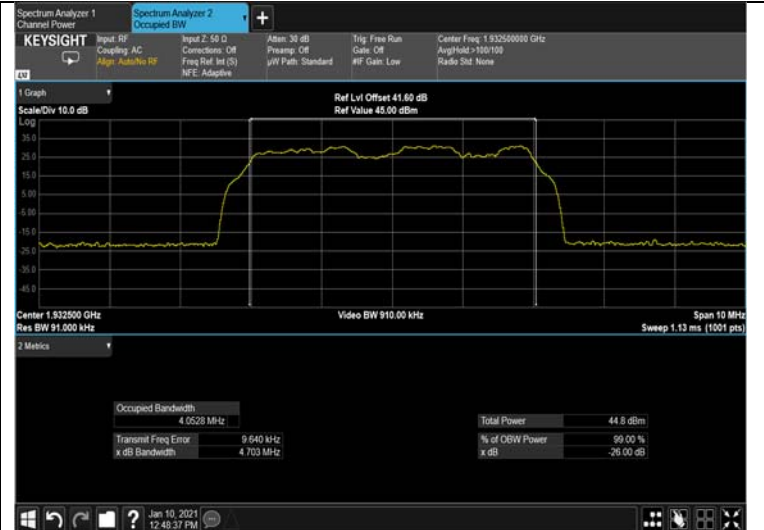 Spectrum Analyzer 1
Channel Power
Spectrum Analyzer 2
Occupied BW
+
KEYSIGHT
Input: RF
Coupling: AC
Align: Auto/No RF
Input Z: 50 Ω
Corrections: Off
Freq Ref: Int (S)
NFE: Adaptive
Atten: 30 dB
Preamp: Off
µW Path: Standard
Trig: Free Run
Gate: Off
#IF Gain: Low
Center Freq: 1.932500000 GHz
Avg|Hold:>100/100
Radio Std: None
LXI
1 Graph
Ref Lvl Offset 41.60 dB
Scale/Div 10.0 dB
Ref Value 45.00 dBm
Log
35.0
25.0
15.0
5.00
-5.00
-15.0
-25.0
-35.0
-45.0
Center 1.932500 GHz
Video BW 910.00 kHz
Span 10 MHz
Res BW 91.000 kHz
Sweep 1.13 ms (1001 pts)
2 Metrics
Occupied Bandwidth
4.0528 MHz
Total Power 44.8 dBm
Transmit Freq Error 9.640 kHz
% of OBW Power 99.00 %
x dB Bandwidth 4.703 MHz
x dB -26.00 dB
?
Jan 10, 2021
12:48:37 PM